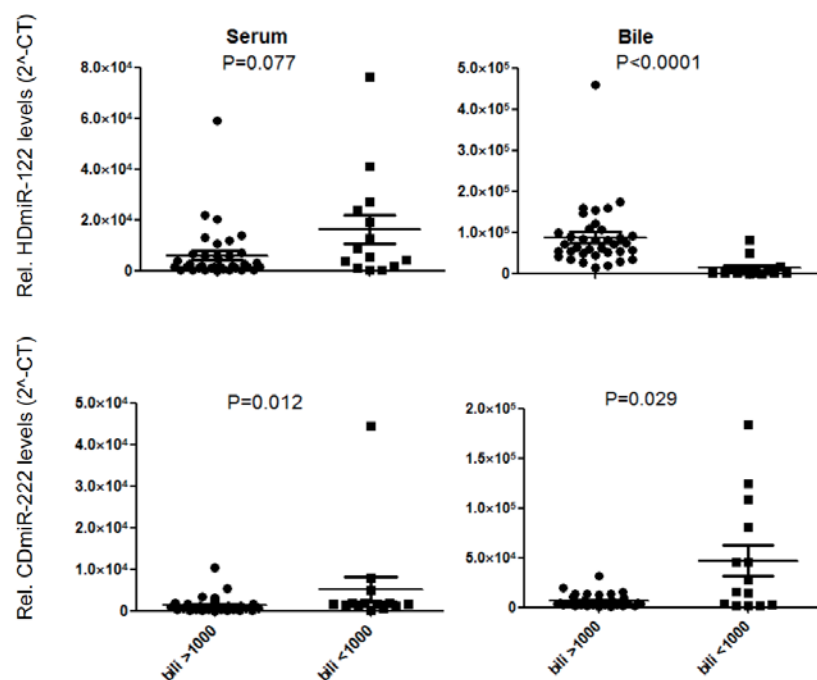 Serum
Bile
P=0.077
P<0.0001
Rel. HDmiR-122 levels (2^-CT)
8.0×10⁴
6.0×10⁴
4.0×10⁴
2.0×10⁴
0
5.0×10⁵
4.0×10⁵
3.0×10⁵
2.0×10⁵
1.0×10⁵
0
P=0.012
P=0.029
Rel. CDmiR-222 levels (2^-CT)
5.0×10⁴
4.0×10⁴
3.0×10⁴
2.0×10⁴
1.0×10⁴
0
2.0×10⁵
1.5×10⁵
1.0×10⁵
5.0×10⁴
0
bili >1000
bili <1000
bili >1000
bili <1000